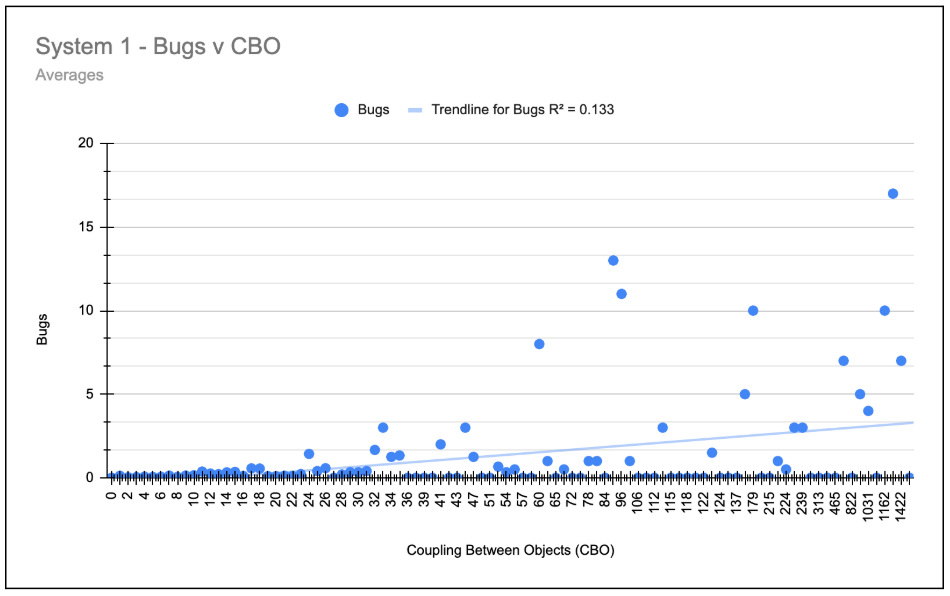 System 1 - Bugs v CBO
Averages
Bugs Trendline for Bugs R² = 0.133
20
15
10
5
0
Bugs
0 2 4 6 8 10 12 14 16 18 20 22 24 26 28 30 32 34 36 39 41 43 47 51 54 57 60 65 72 78 84 96 106 112 115 118 122 124 137 179 215 224 239 313 465 822 1031 1162 1422
Coupling Between Objects (CBO)